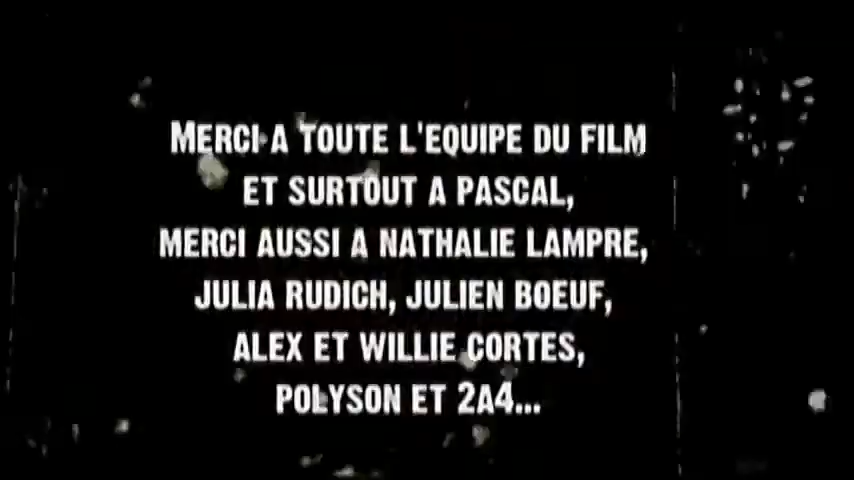 MERCI A TOUTE L'EQUIPE DU FILM
ET SURTOUT A PASCAL,
MERCI AUSSI A NATHALIE LAMPRE,
JULIA RUDICH, JULIEN BOEUF,
ALEX ET WILLIE CORTES,
POLYSON ET 2A4...